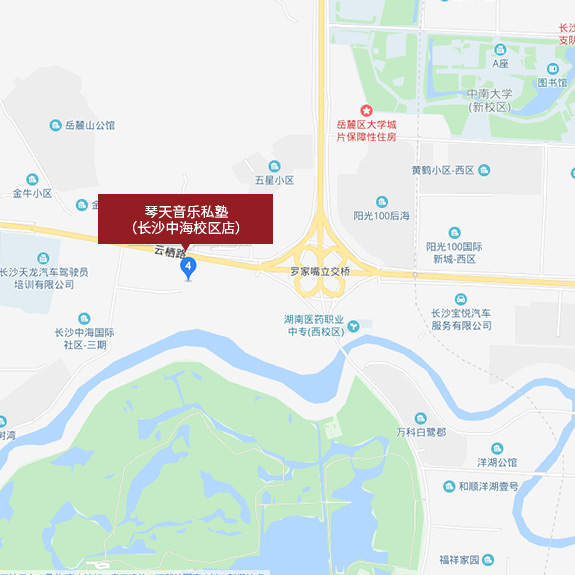 长沙
支队
A座
图书馆
中南大学
(新校区)
岳麓区大学城
片保障性住房
岳麓山公馆
五星小区
黄鹤小区-西区
金牛小区
金
琴天音乐私塾
（长沙中海校区店）
阳光100后海
阳光100国际
新城-西区
云栖路
4
长沙天龙汽车驾驶员
培训有限公司
罗家嘴立交桥
长沙宝悦汽车
服务有限公司
长沙中海国际
社区-三期
湖南医药职业
中专(西校区)
树湾
万科白鹭郡
洋湖公馆
和顺洋湖壹号
福祥家园